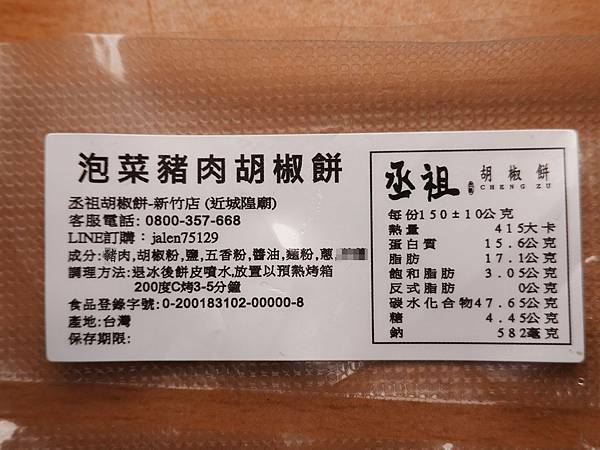 泡菜豬肉胡椒餅
丞祖胡椒餅-新竹店 (近城隍廟)
客服電話: 0800-357-668
LINE訂購：jalen75129
成分:豬肉,胡椒粉,鹽,五香粉,醬油,麵粉,蔥,
調理方法:退冰後餅皮噴水,放置以預熱烤箱
200度C烤3-5分鐘
食品登錄字號:0-200183102-00000-8
產地:台灣
保存期限:
丞祖 胡椒餅
CHENG ZU
每份150±10公克
熱量 415大卡
蛋白質 15.6公克
脂肪 17.1公克
飽和脂肪 3.05公克
反式脂肪 0公克
碳水化合物47.65公克
糖 4.45公克
鈉 582毫克